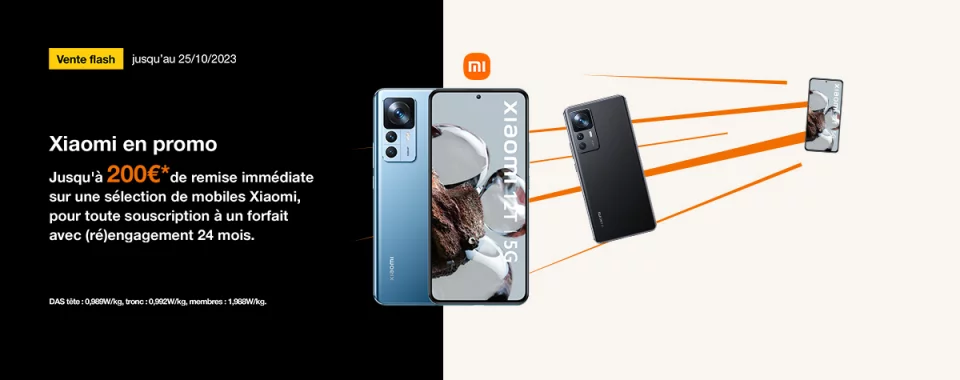 Vente flash jusqu'au 25/10/2023
mi
Xiaomi en promo
Jusqu'à 200€* de remise immédiate
sur une sélection de mobiles Xiaomi,
pour toute souscription à un forfait
avec (ré)engagement 24 mois.
DAS tête : 0,989W/kg, tronc : 0,992W/kg, membres : 1,988W/kg.
xiaomi 12T 5G
XIAOMI